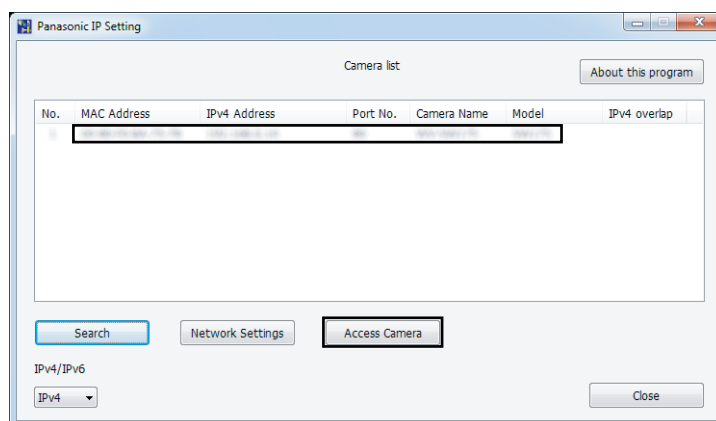 Panasonic IP Setting
Camera list
About this program
No. MAC Address IPv4 Address Port No. Camera Name Model IPv4 overlap
Search Network Settings Access Camera
IPv4/IPv6
IPv4 Close